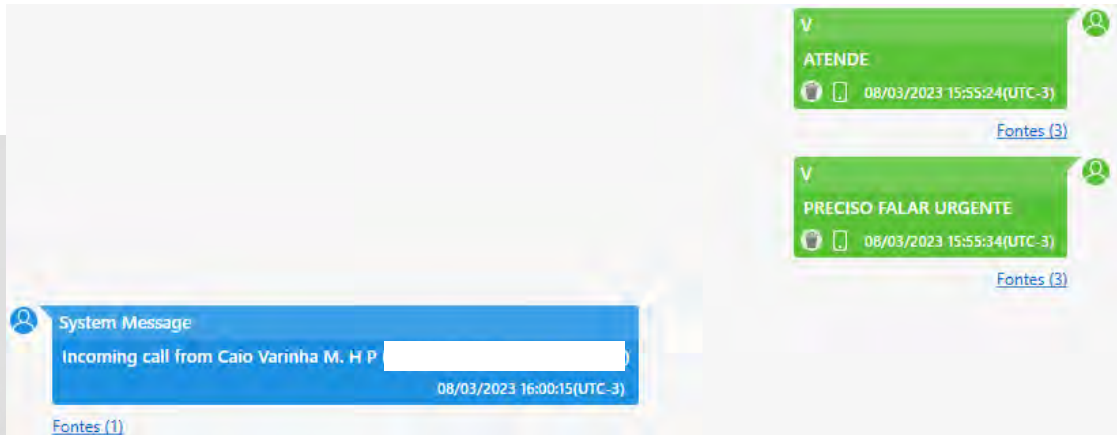 V
ATENDE
08/03/2023 15:55:24(UTC-3)
Fontes (3)
V
PRECISO FALAR URGENTE
08/03/2023 15:55:34(UTC-3)
Fontes (3)
System Message
Incoming call from Caio Varinha M. H P ( )
08/03/2023 16:00:15(UTC-3)
Fontes (1)